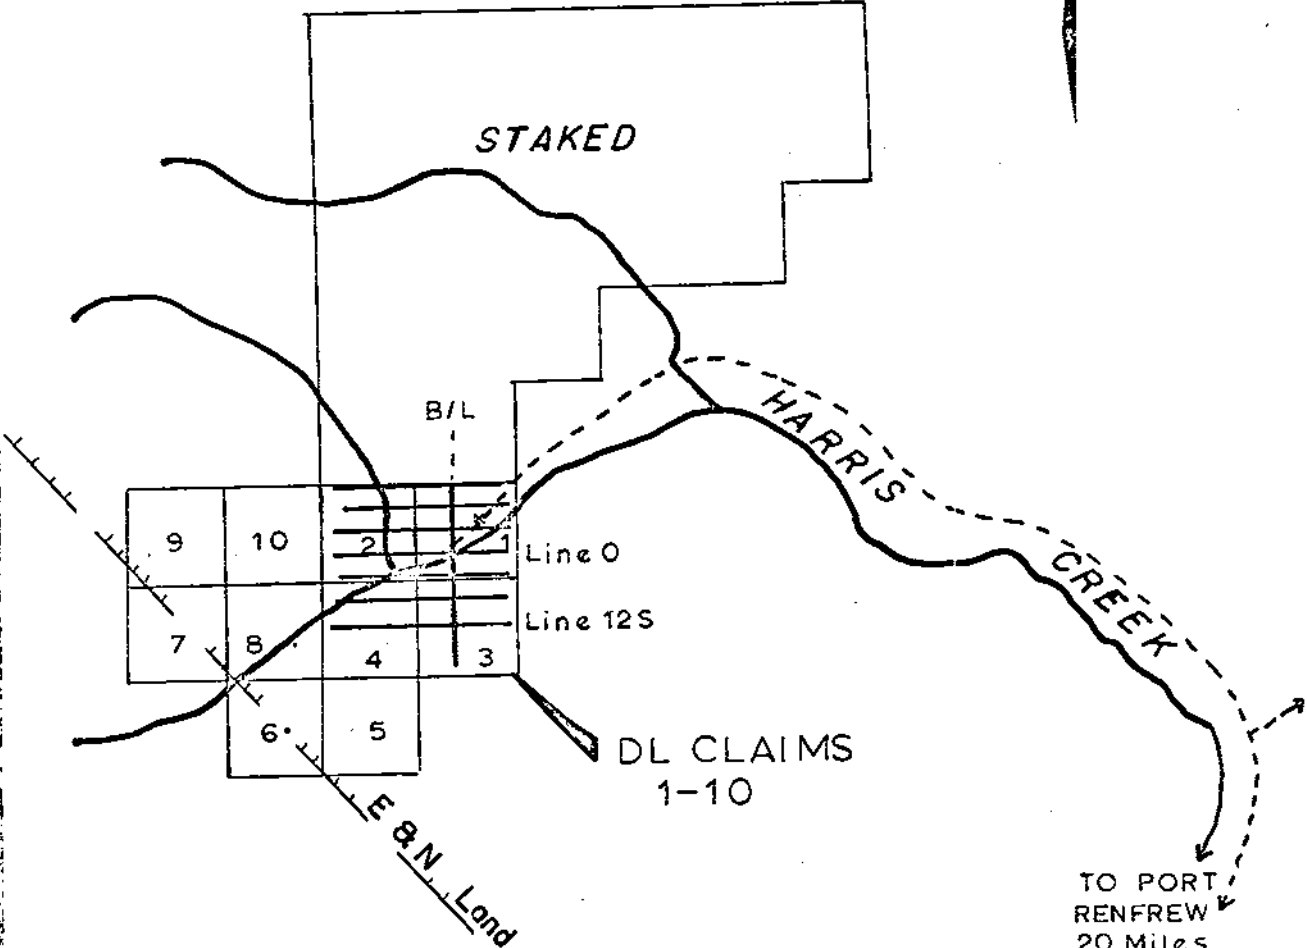 STAKED
B/L
HARRIS
CREEK
9
10
2
1
Line 0
7
8
4
3
Line 12S
6
5
DL CLAIMS
1-10
E & N Land
TO PORT
RENFREW
20 Miles